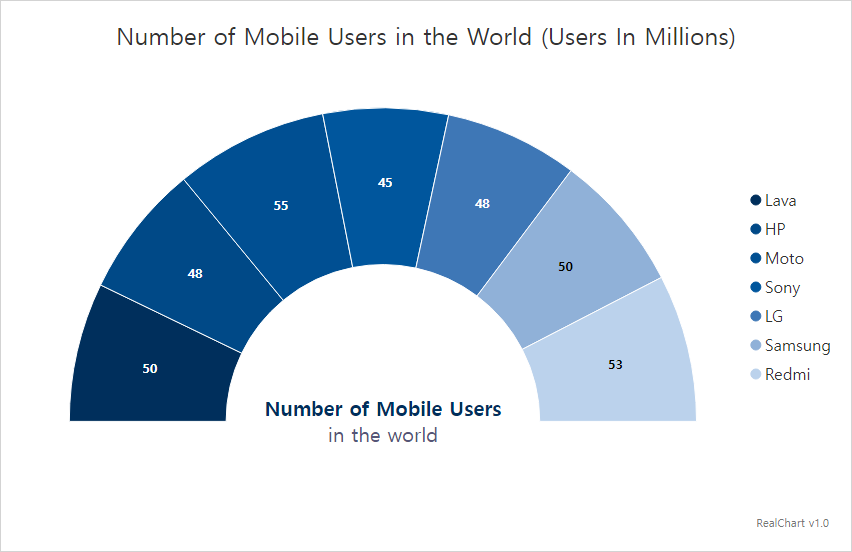 Number of Mobile Users in the World (Users In Millions)
45
55
48
48
50
50
53
Number of Mobile Users
in the world
Lava
HP
Moto
Sony
LG
Samsung
Redmi
RealChart v1.0